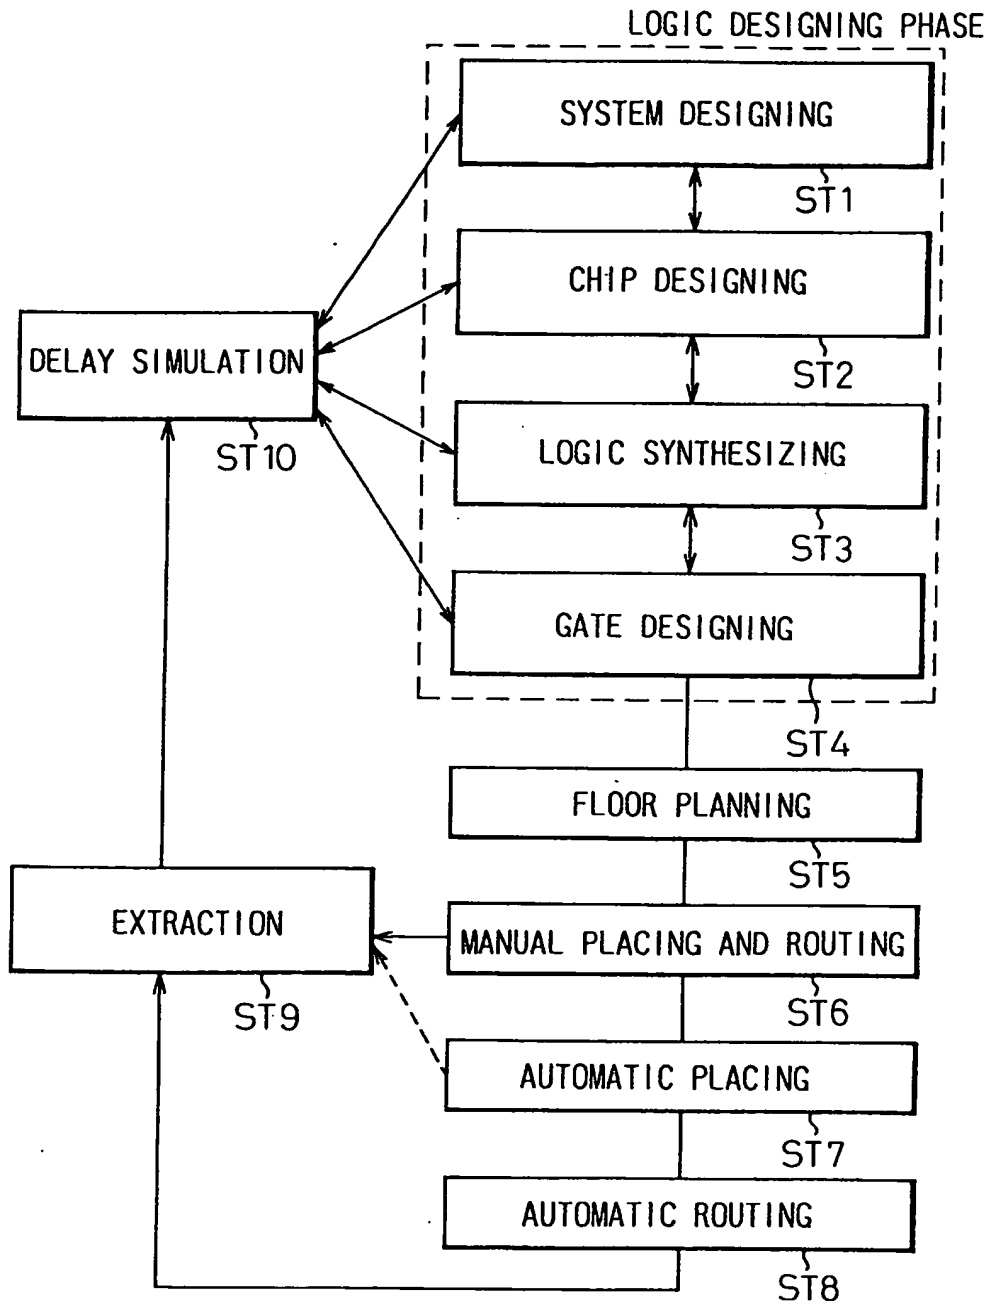 LOGIC DESIGNING PHASE
SYSTEM DESIGNING
ST1
CHIP DESIGNING
ST2
DELAY SIMULATION
ST10
LOGIC SYNTHESIZING
ST3
GATE DESIGNING
ST4
FLOOR PLANNING
ST5
EXTRACTION
ST9
MANUAL PLACING AND ROUTING
ST6
AUTOMATIC PLACING
ST7
AUTOMATIC ROUTING
ST8